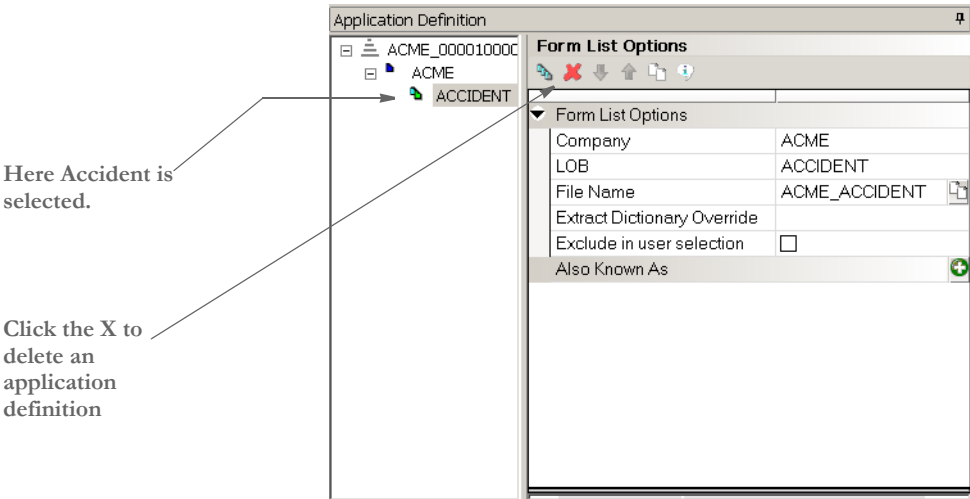 Application Definition
ACME_000010000
ACME
ACCIDENT
Form List Options
Form List Options
Company ACME
LOB ACCIDENT
File Name ACME_ACCIDENT
Extract Dictionary Override
Exclude in user selection
Also Known As
Here Accident is
selected.
Click the X to
delete an
application
definition